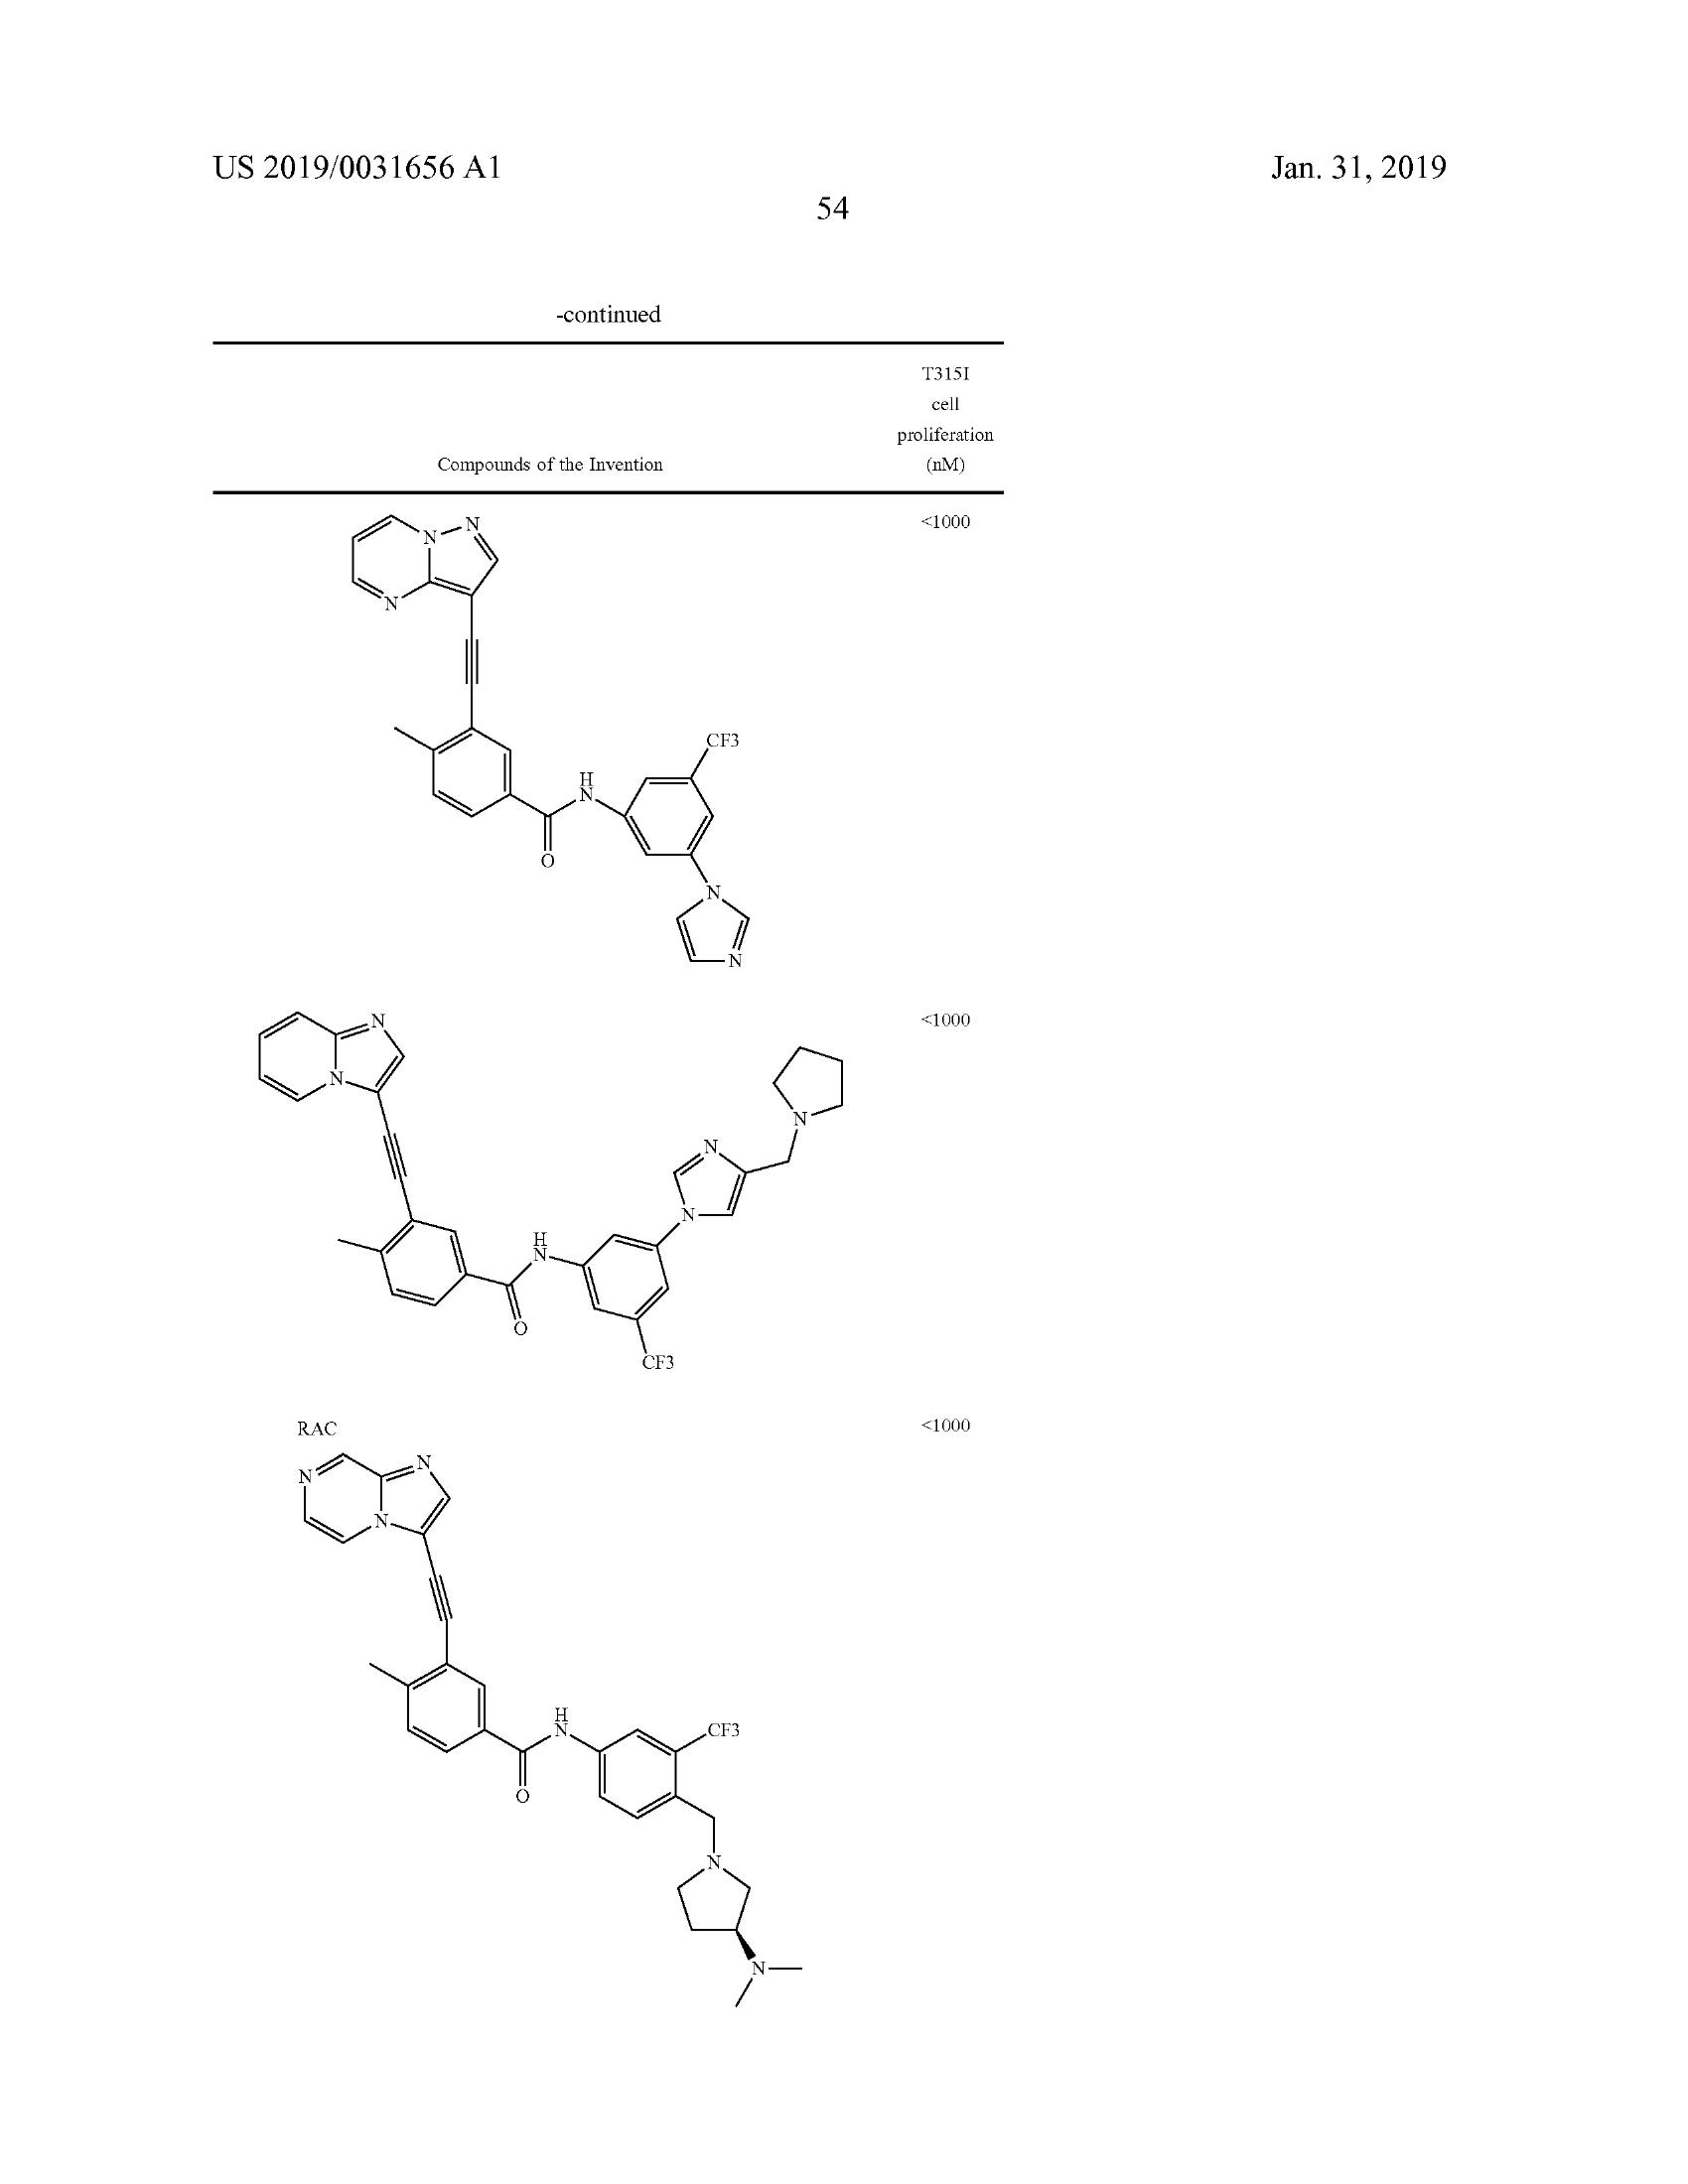 US 2019/0031656 A1
Jan. 31, 2019
54
-continued
T315I
cell
proliferation
Compounds of the Invention (nM)
<1000
N
N
N
CF3
H
N
O
N
N
<1000
N
N
N
N
N
H
N
O
CF3
RAC
<1000
N
N
N
H
N
CF3
O
N
N